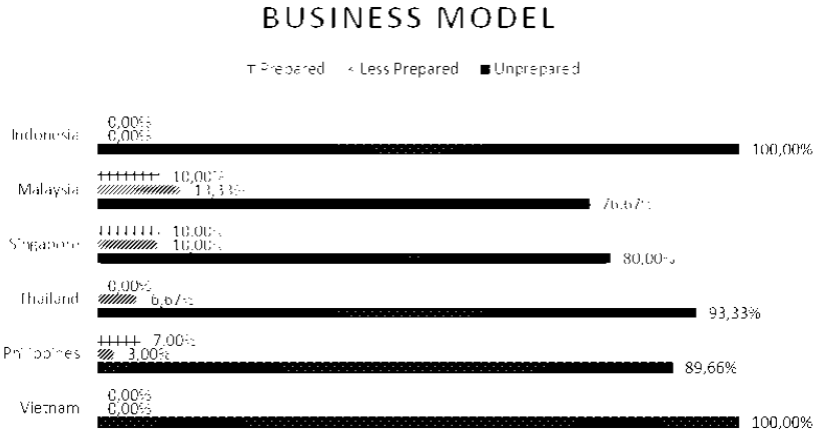 BUSINESS MODEL
Prepared Less Prepared Unprepared
0,00%
Indonesia 0,00%
100,00%
10,00%
Malaysia 13,33%
76,67%
10,00%
Singapore 10,00%
80,00%
0,00%
Thailand 6,67%
93,33%
7,00%
Philippines 3,00%
89,66%
0,00%
Vietnam 0,00%
100,00%